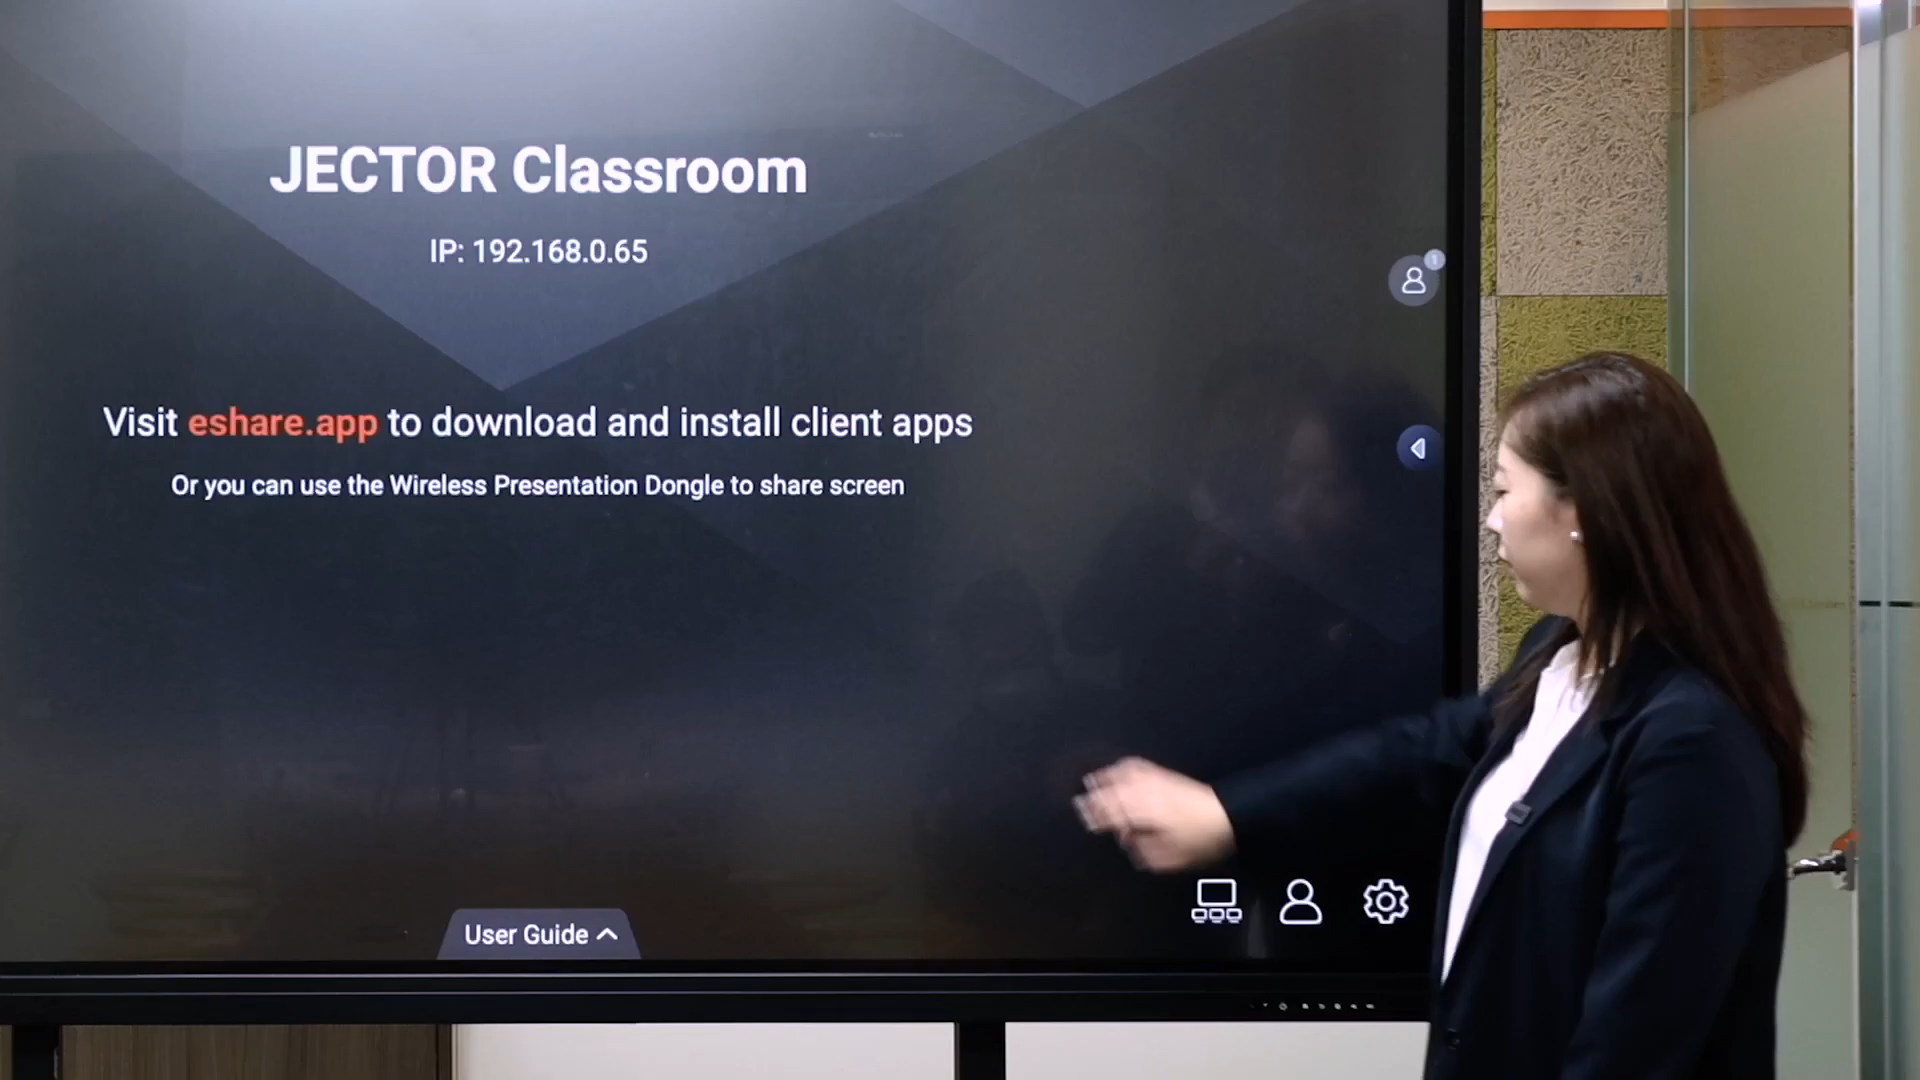 JECTOR Classroom
IP: 192.168.0.65
1
Visit eshare.app to download and install client apps
Or you can use the Wireless Presentation Dongle to share screen
User Guide